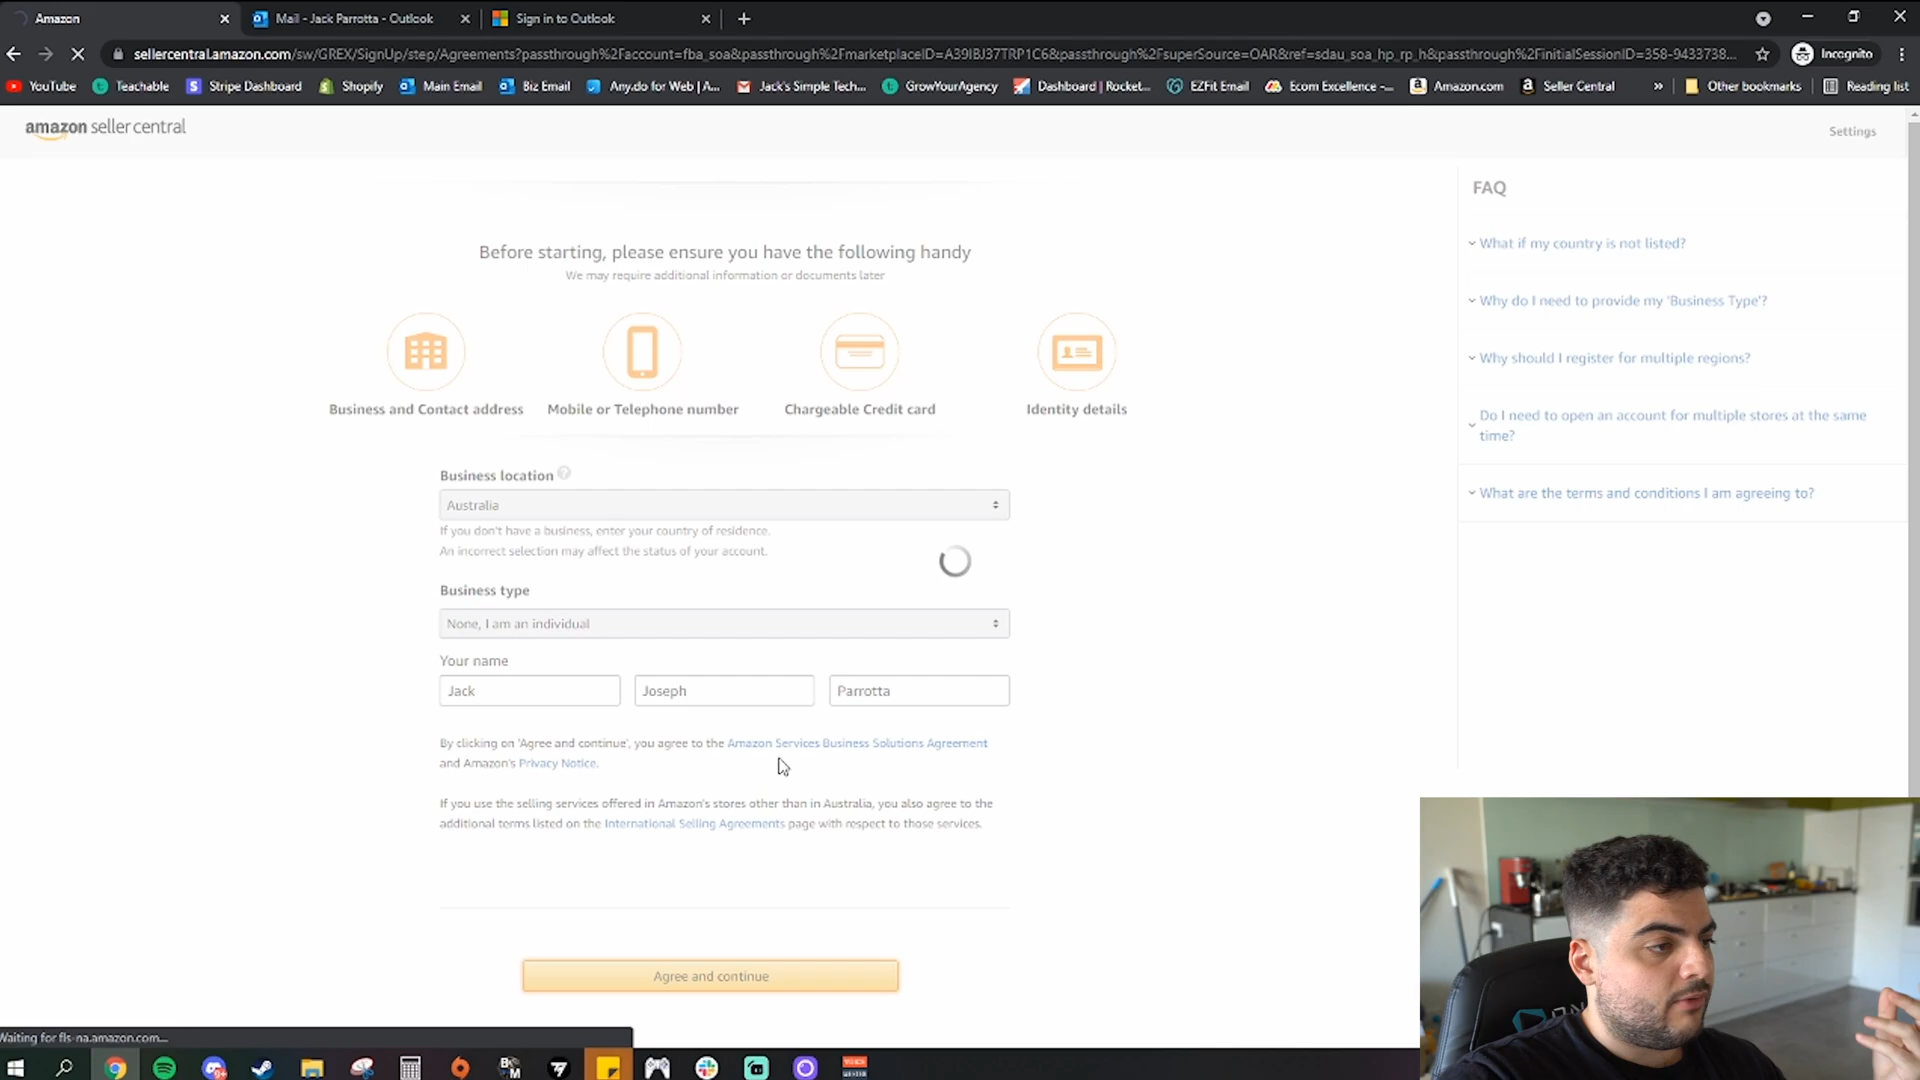 Amazon
Mail - Jack Parrotta - Outlook
Sign in to Outlook
sellercentral.amazon.com/sw/GREX/SignUp/step/Agreements?passthrough%2Faccount=fba_soa&passthrough%2FmarketplaceID=A39IBJ37TRP1C6&passthrough%2FsuperSource=OAR&ref=sdau_soa_hp_rp_h&passthrough%2FinitialSessionID=358-9433738...
Incognito
YouTube
Teachable
Stripe Dashboard
Shopify
Main Email
Biz Email
Any.do for Web | A...
Jack's Simple Tech...
GrowYourAgency
Dashboard | Rocket...
EZFit Email
Ecom Excellence -...
Amazon.com
Seller Central
»
Other bookmarks
Reading list
amazon seller central
Settings
Before starting, please ensure you have the following handy
We may require additional information or documents later
Business and Contact address
Mobile or Telephone number
Chargeable Credit card
Identity details
Business location
Australia
If you don't have a business, enter your country of residence.
An incorrect selection may affect the status of your account.
Business type
None, I am an individual
Your name
Jack
Joseph
Parrotta
By clicking on 'Agree and continue', you agree to the Amazon Services Business Solutions Agreement
and Amazon's Privacy Notice.
If you use the selling services offered in Amazon's stores other than in Australia, you also agree to the
additional terms listed on the International Selling Agreements page with respect to those services.
Agree and continue
FAQ
What if my country is not listed?
Why do I need to provide my 'Business Type'?
Why should I register for multiple regions?
Do I need to open an account for multiple stores at the same
time?
What are the terms and conditions I am agreeing to?
Waiting for fls-na.amazon.com...